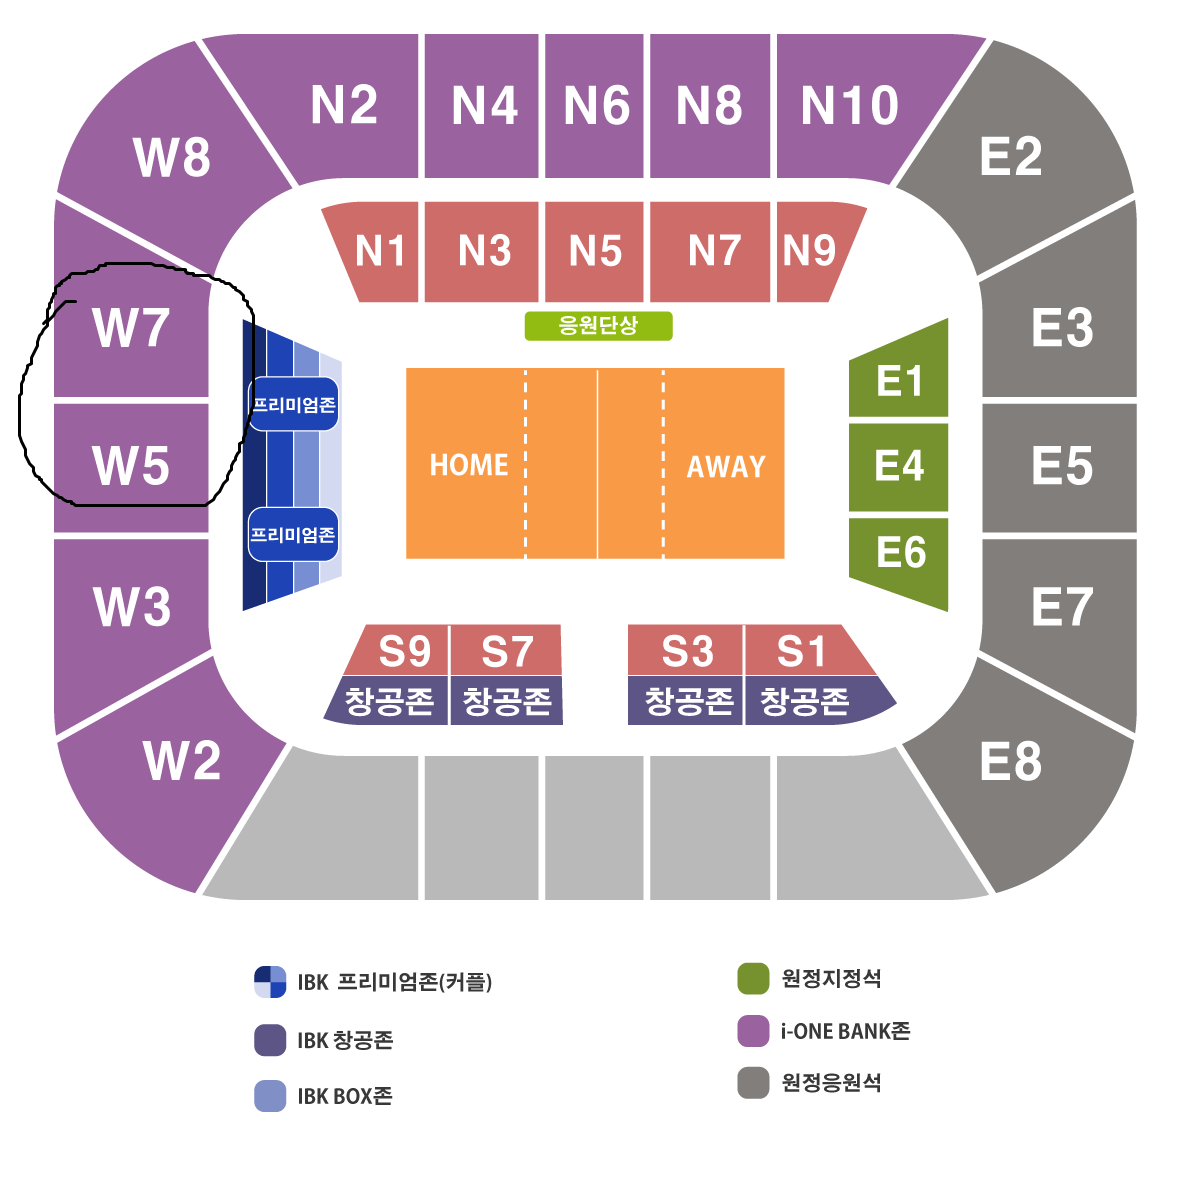 N2 N4 N6 N8 N10
W8 E2
N1 N3 N5 N7 N9
W7 E3
응원단상
프리미엄존 E1
HOME AWAY
W5 E4 E5
프리미엄존 E6
W3 E7
S9 S7 S3 S1
창공존 창공존 창공존 창공존
W2 E8
IBK 프리미엄존(커플)
IBK 창공존
IBK BOX존
원정지정석
i-ONE BANK존
원정응원석